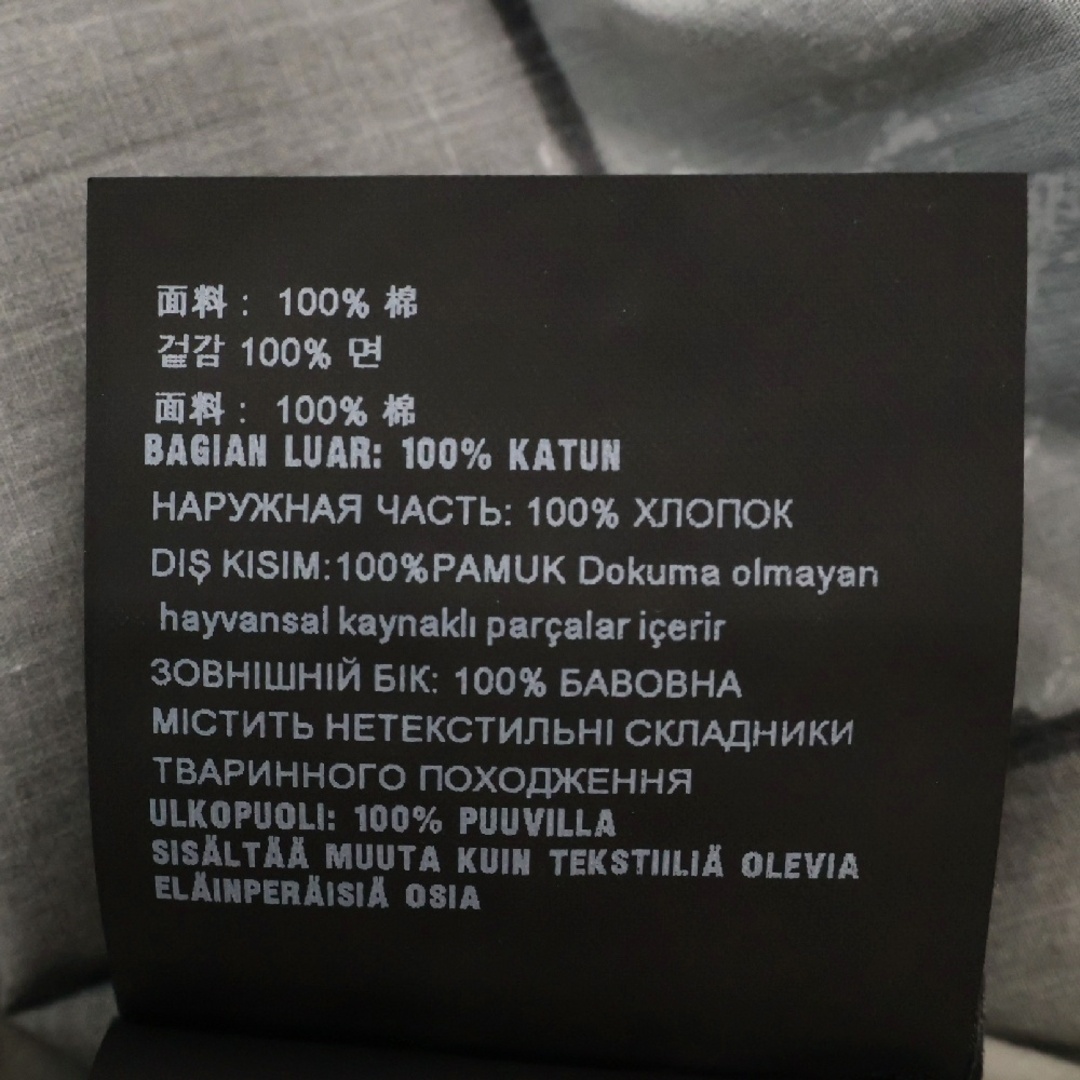 面料： 100% 棉
겉감 100% 면
面料： 100% 棉
BAGIAN LUAR: 100% KATUN
НАРУЖНАЯ ЧАСТЬ: 100% ХЛОПОК
DIŞ KISIM:100%PAMUK Dokuma olmayan
hayvansal kaynaklı parçalar içerir
ЗОВНІШНІЙ БІК: 100% БАВОВНА
МІСТИТЬ НЕТЕКСТИЛЬНІ СКЛАДНИКИ
ТВАРИННОГО ПОХОДЖЕННЯ
ULKOPUOLI: 100% PUUVILLA
SISÄLTÄÄ MUUTA KUIN TEKSTIILIÄ OLEVIA
ELÄINPERÄISIÄ OSIA